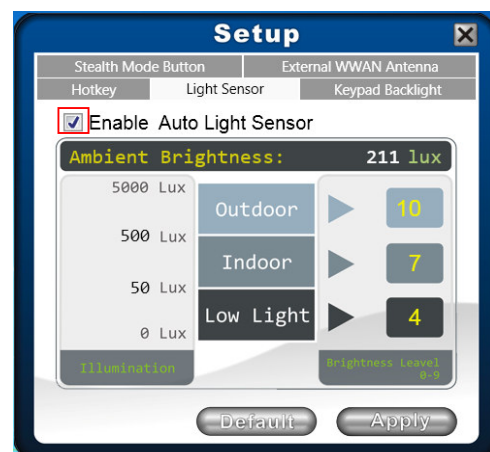 Setup
Stealth Mode Button External WWAN Antenna
Hotkey Light Sensor Keypad Backlight
Enable Auto Light Sensor
Ambient Brightness: 211 lux
5000 Lux
Outdoor 10
500 Lux
Indoor 7
50 Lux
Low Light 4
0 Lux
Illumination Brightness Leavel
0-9
Default Apply